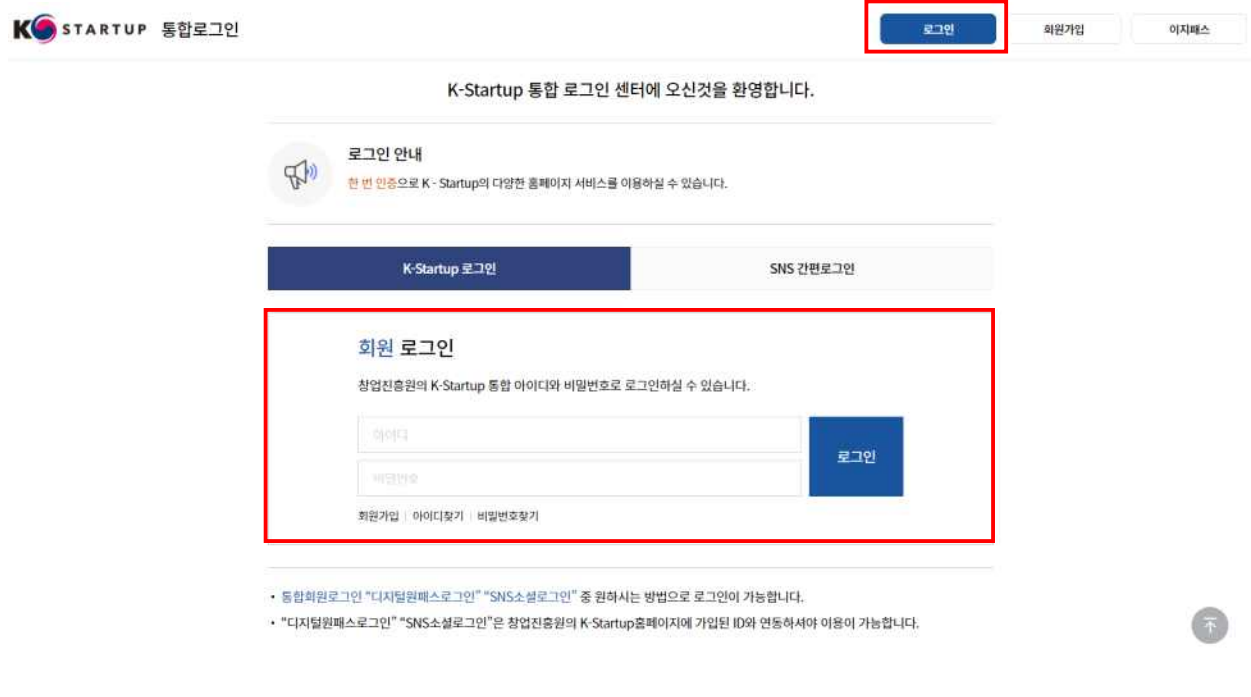 K STARTUP 통합로그인
로그인
회원가입
이지패스
K-Startup 통합 로그인 센터에 오신것을 환영합니다.
로그인 안내
한 번 인증으로 K - Startup의 다양한 홈페이지 서비스를 이용하실 수 있습니다.
K-Startup 로그인
SNS 간편로그인
회원 로그인
창업진흥원의 K-Startup 통합 아이디와 비밀번호로 로그인하실 수 있습니다.
아이디
비밀번호
로그인
회원가입 | 아이디찾기 | 비밀번호찾기
• 통합회원로그인 “디지털원패스로그인” “SNS소셜로그인” 중 원하시는 방법으로 로그인이 가능합니다.
• “디지털원패스로그인” “SNS소셜로그인”은 창업진흥원의 K-Startup홈페이지에 가입된 ID와 연동하셔야 이용이 가능합니다.